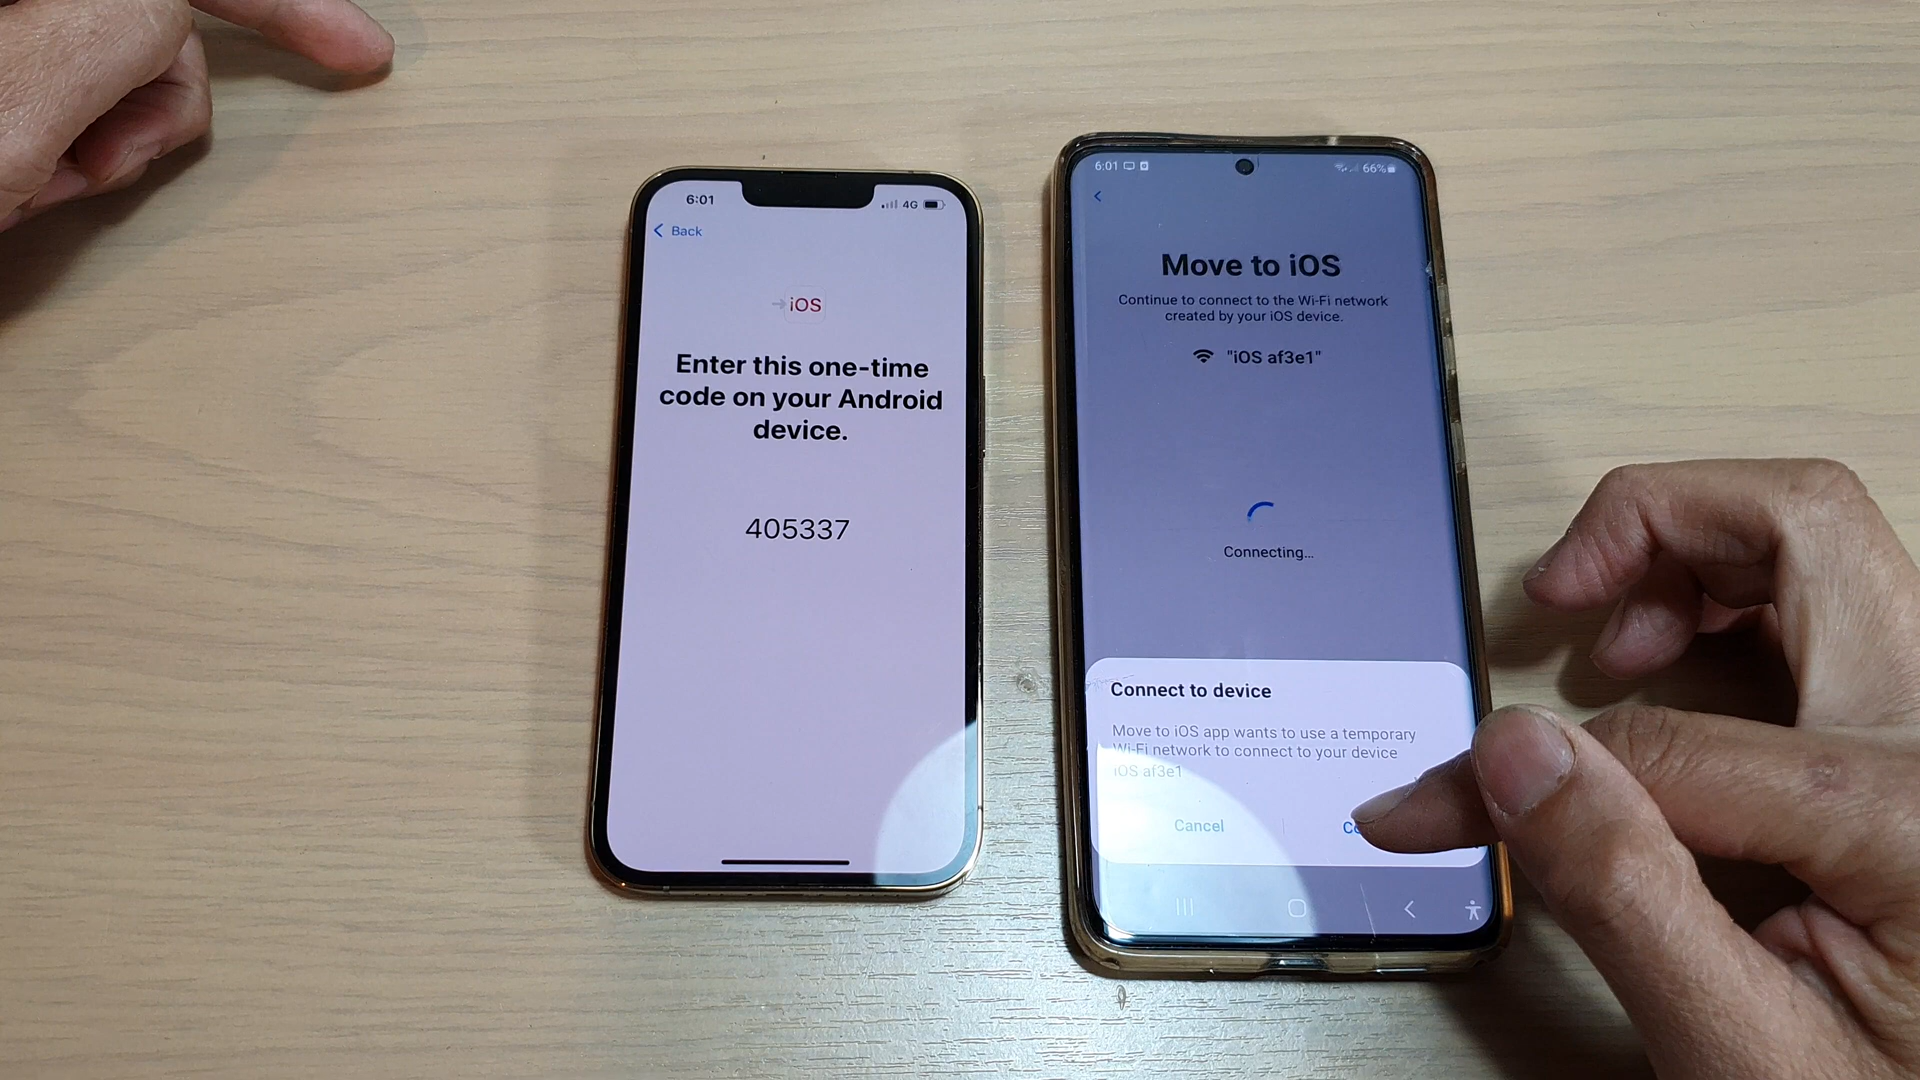 6:01
4G
Back
iOS
Enter this one-time
code on your Android
device.
405337
6:01
66%
Move to iOS
Continue to connect to the Wi-Fi network
created by your iOS device.
"iOS af3e1"
Connecting...
Connect to device
Move to iOS app wants to use a temporary
Wi-Fi network to connect to your device
iOS af3e1
Cancel